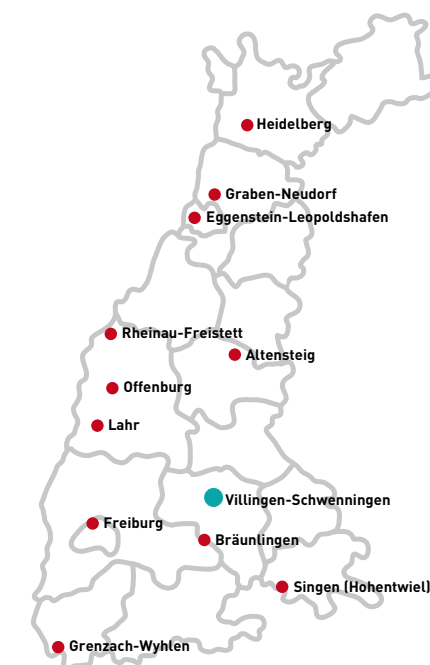 Heidelberg
Graben-Neudorf
Eggenstein-Leopoldshafen
Rheinau-Freistett
Altensteig
Offenburg
Lahr
Villingen-Schwenningen
Freiburg
Bräunlingen
Singen (Hohentwiel)
Grenzach-Wyhlen